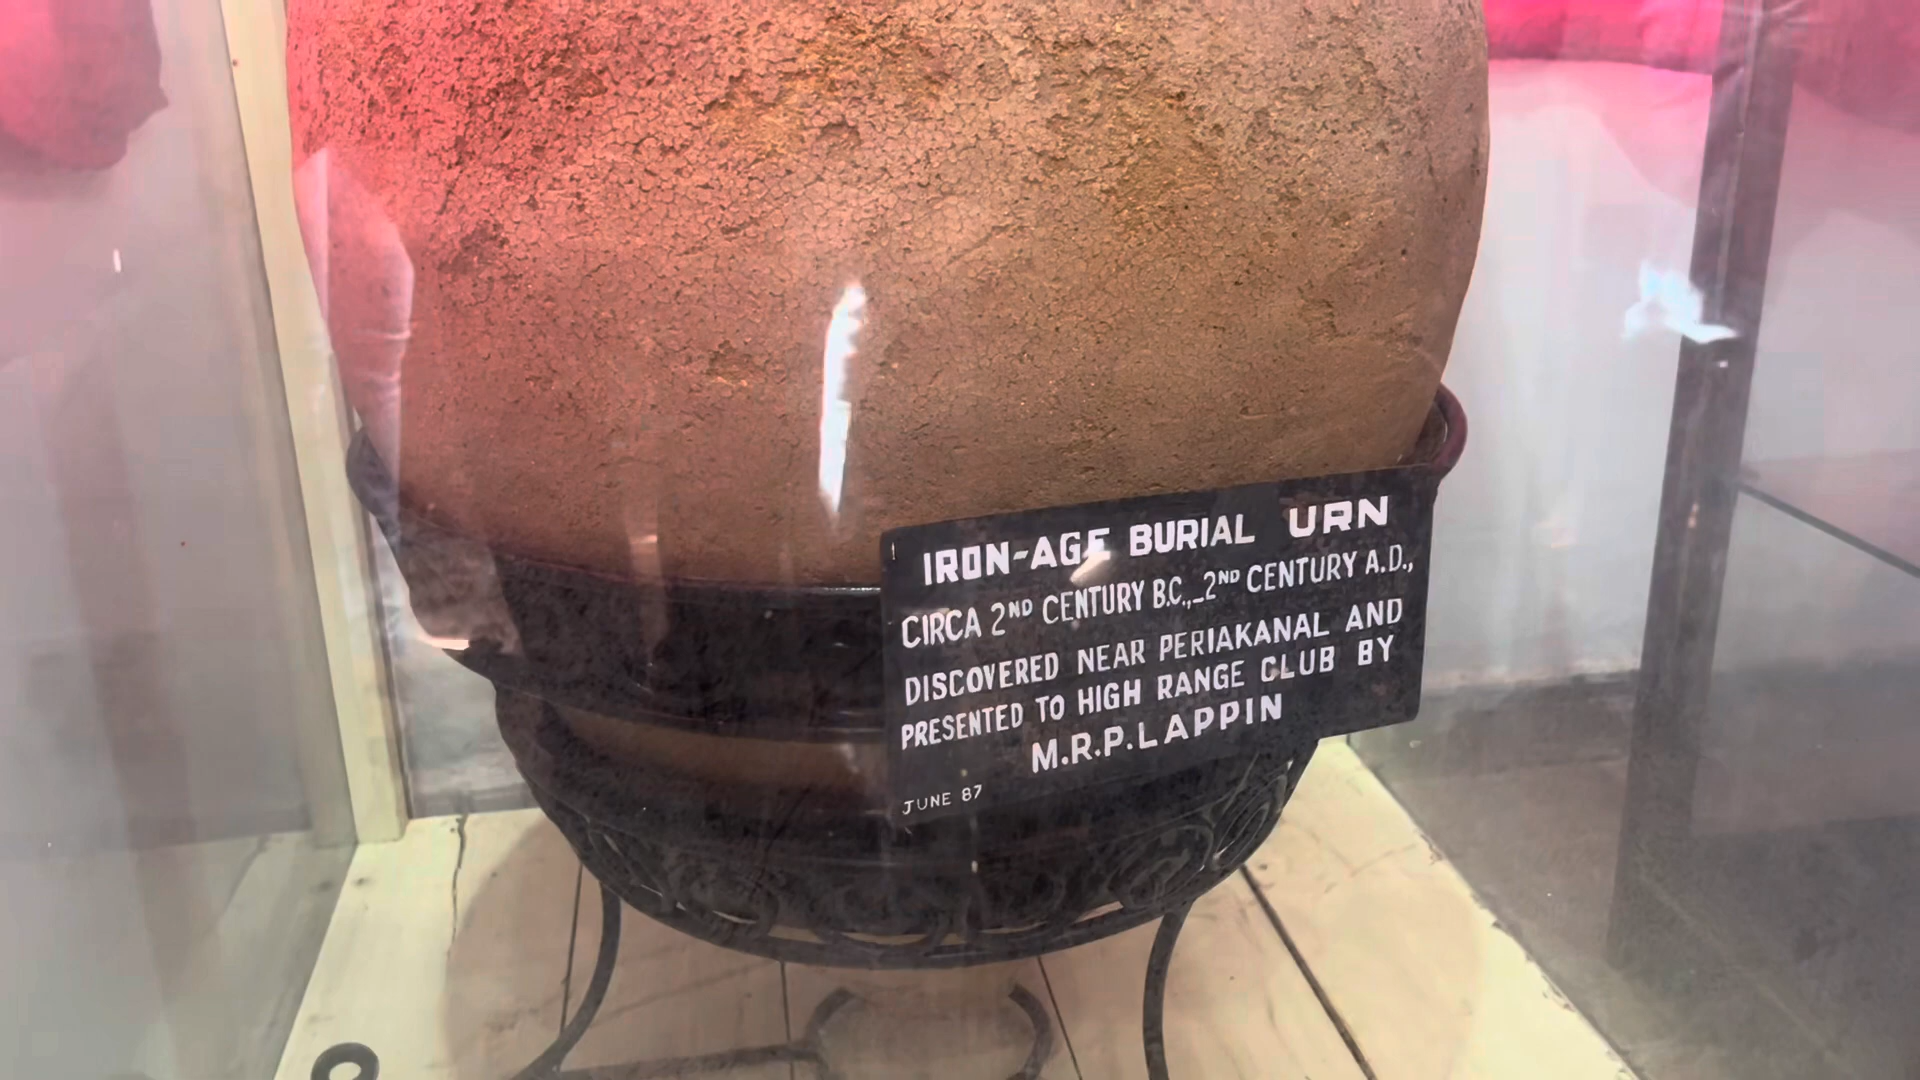 IRON-AGE BURIAL URN
CIRCA 2ND CENTURY B.C.,_2ND CENTURY A.D.,
DISCOVERED NEAR PERIAKANAL AND
PRESENTED TO HIGH RANGE CLUB BY
M.R.P.LAPPIN
JUNE 87